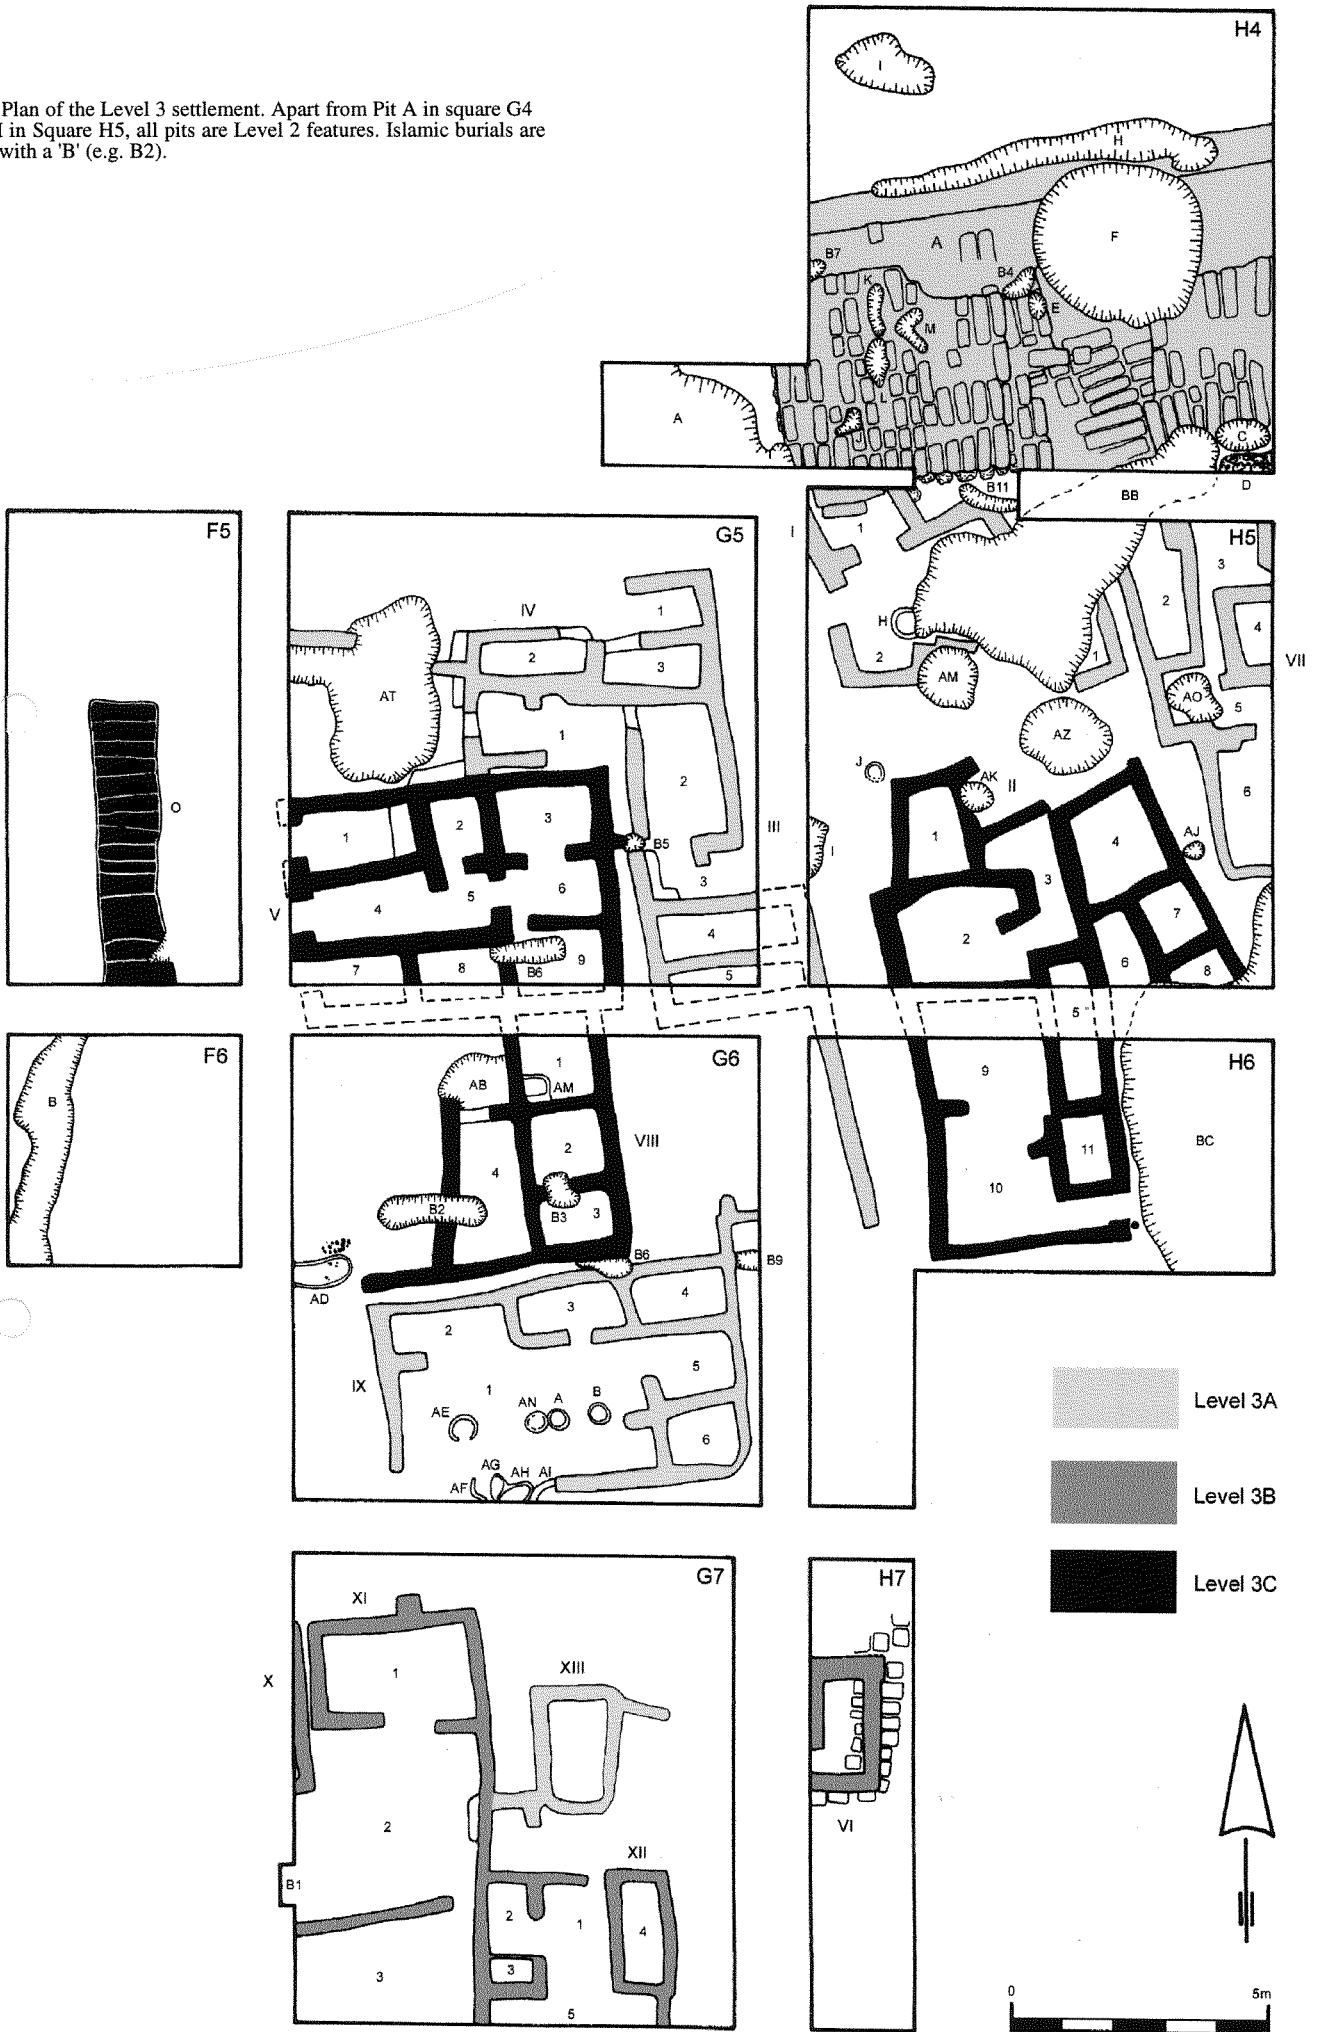 H4
I
Plan of the Level 3 settlement. Apart from Pit A in square G4
I in Square H5, all pits are Level 2 features. Islamic burials are
with a 'B' (e.g. B2).
H
F
A
B7
B4
K
E
M
L
A
J
C
D
BB
B11
F5
G5
I
H5
1
3
2
IV
1
4
H
2
3
1
VII
2
AM
AO
AT
5
1
AZ
J
AK
II
2
6
3
1
2
O
1
4
AJ
B5
III
I
3
3
6
5
4
7
V
4
2
6
B6
9
7
8
5
8
5
F6
G6
H6
1
9
B
AB
AM
BC
2
VIII
4
11
10
B2
B3
3
B6
B9
AD
4
3
2
5
Level 3A
IX
1
AN
A
B
AE
6
AG
AH
AI
AF
Level 3B
G7
H7
Level 3C
XI
XIII
1
X
2
VI
XII
B1
2
1
4
3
3
0
5m
5